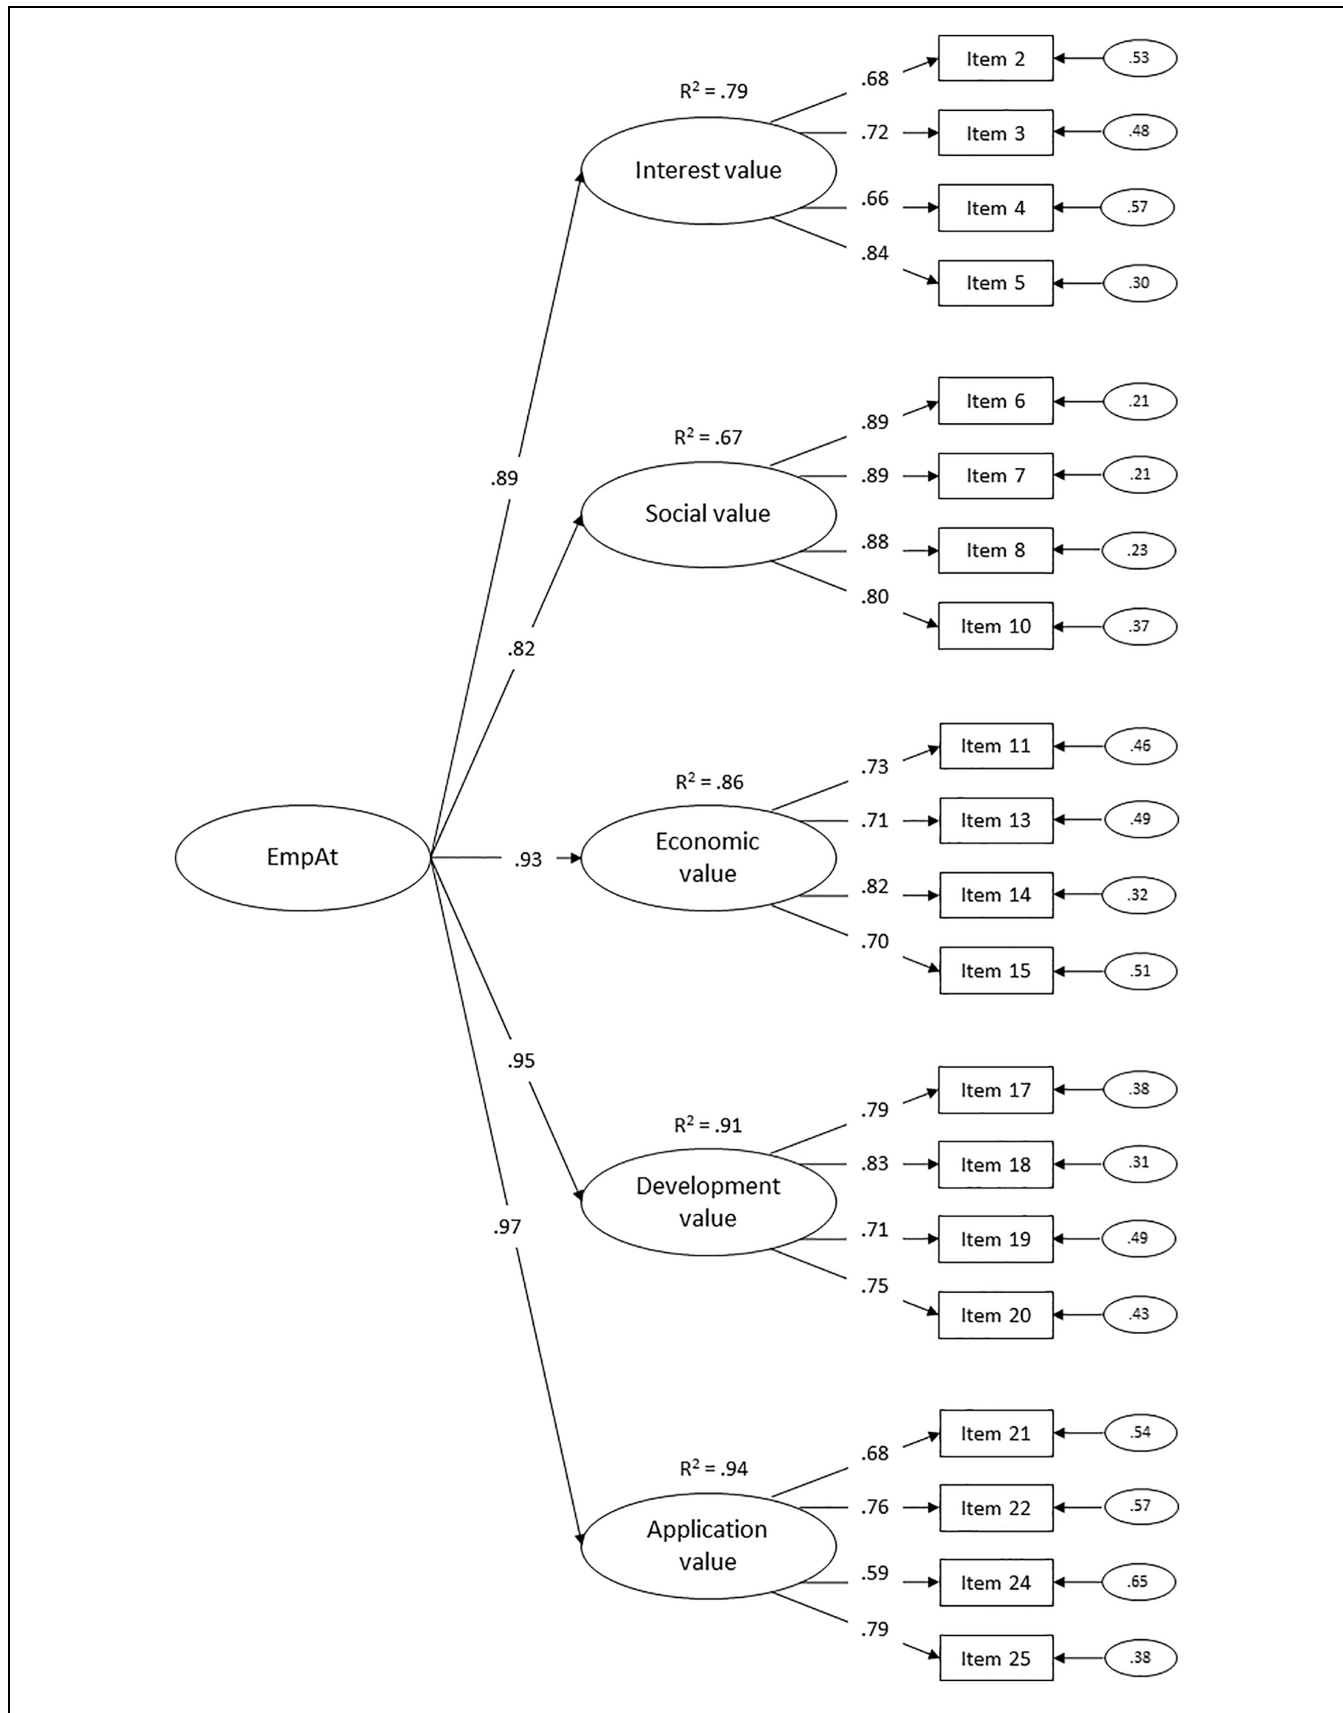 Item 2
.53
.68
R² = .79
.72
Item 3
.48
Interest value
.66
Item 4
.57
.84
Item 5
.30
.89
Item 6
.21
.89
R² = .67
.89
Item 7
.21
Social value
.88
Item 8
.23
.80
Item 10
.37
.82
Item 11
.46
.73
R² = .86
.71
Item 13
.49
EmpAt
.93
Economic
value
.82
Item 14
.32
.70
Item 15
.51
.95
Item 17
.38
.79
R² = .91
.83
Item 18
.31
Development
value
.71
Item 19
.49
.97
.75
Item 20
.43
Item 21
.54
.68
R² = .94
.76
Item 22
.57
Application
value
.59
Item 24
.65
.79
Item 25
.38